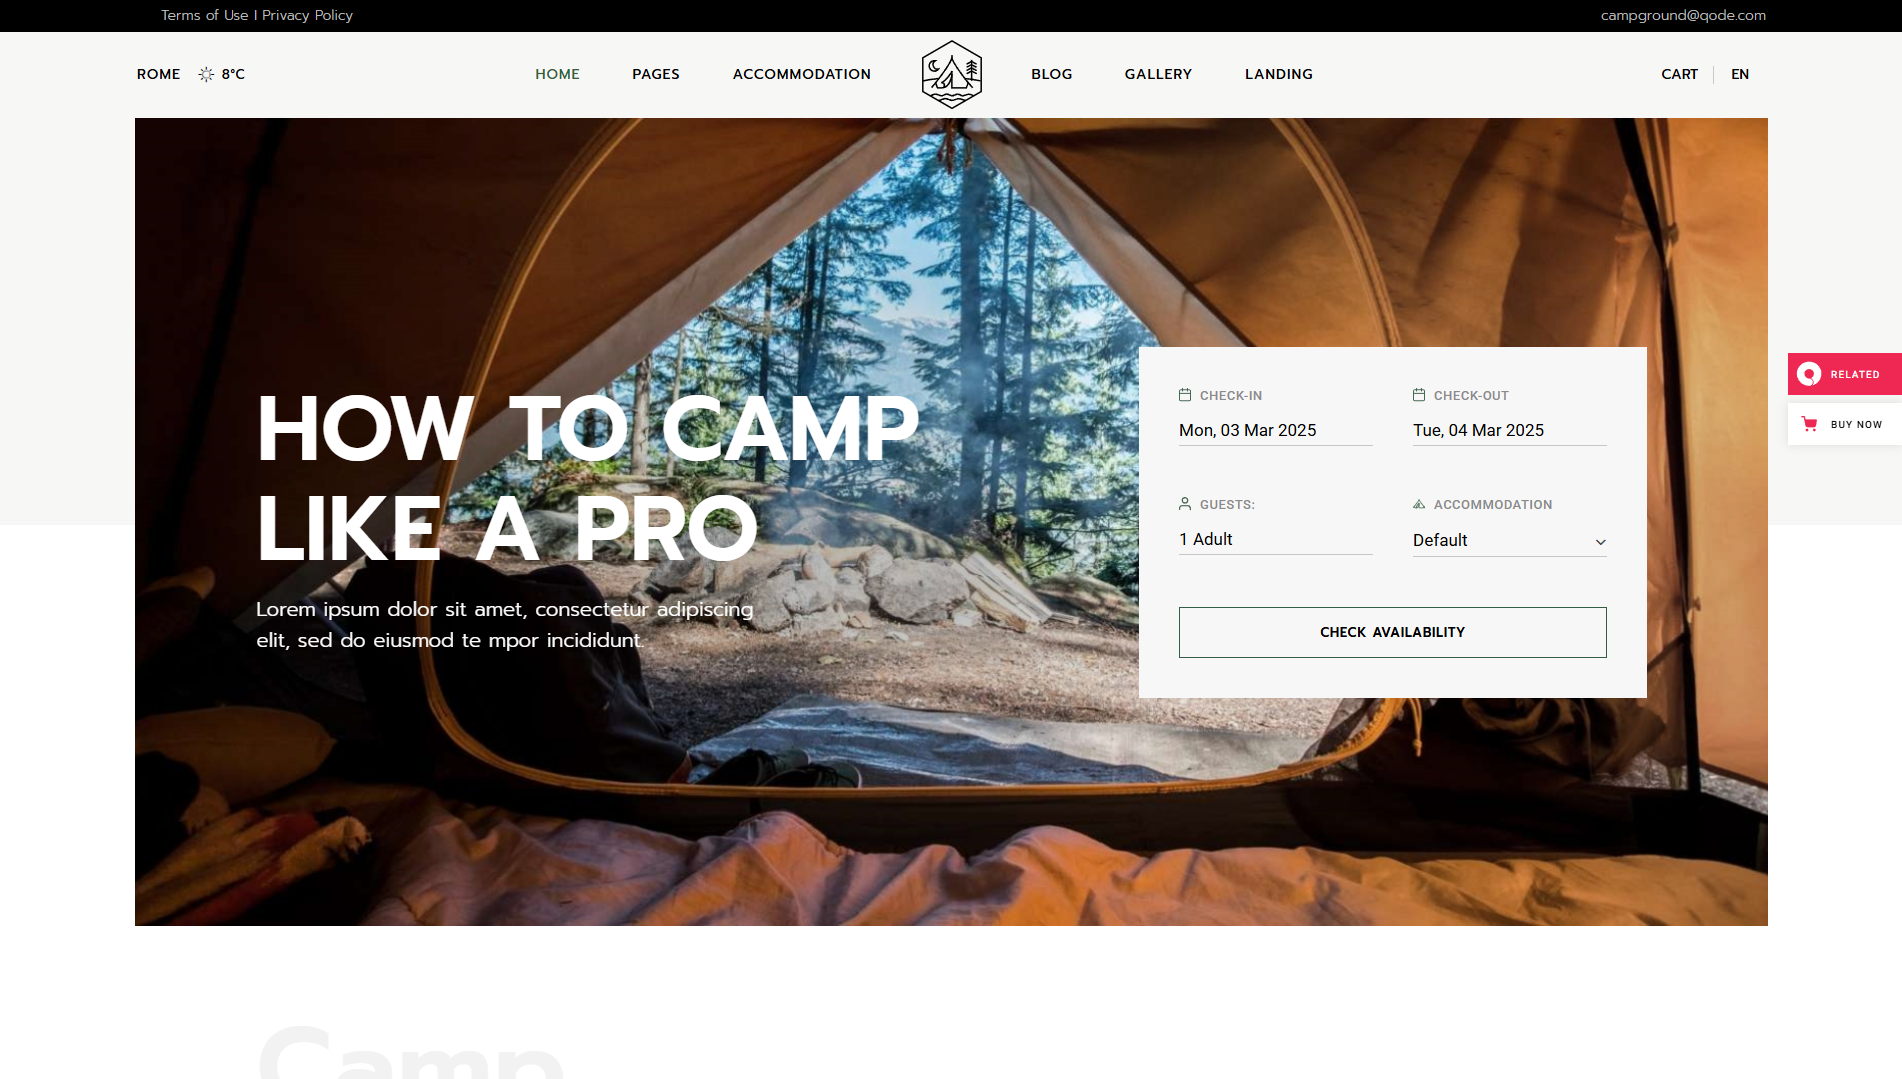 Terms of Use I Privacy Policy
campground@qode.com
ROME 8°C
HOME PAGES ACCOMMODATION BLOG GALLERY LANDING
CART EN
HOW TO CAMP
LIKE A PRO
Lorem ipsum dolor sit amet, consectetur adipiscing
elit, sed do eiusmod te mpor incididunt.
CHECK-IN CHECK-OUT
Mon, 03 Mar 2025 Tue, 04 Mar 2025
GUESTS: ACCOMMODATION
1 Adult Default
CHECK AVAILABILITY
RELATED
BUY NOW
Camp